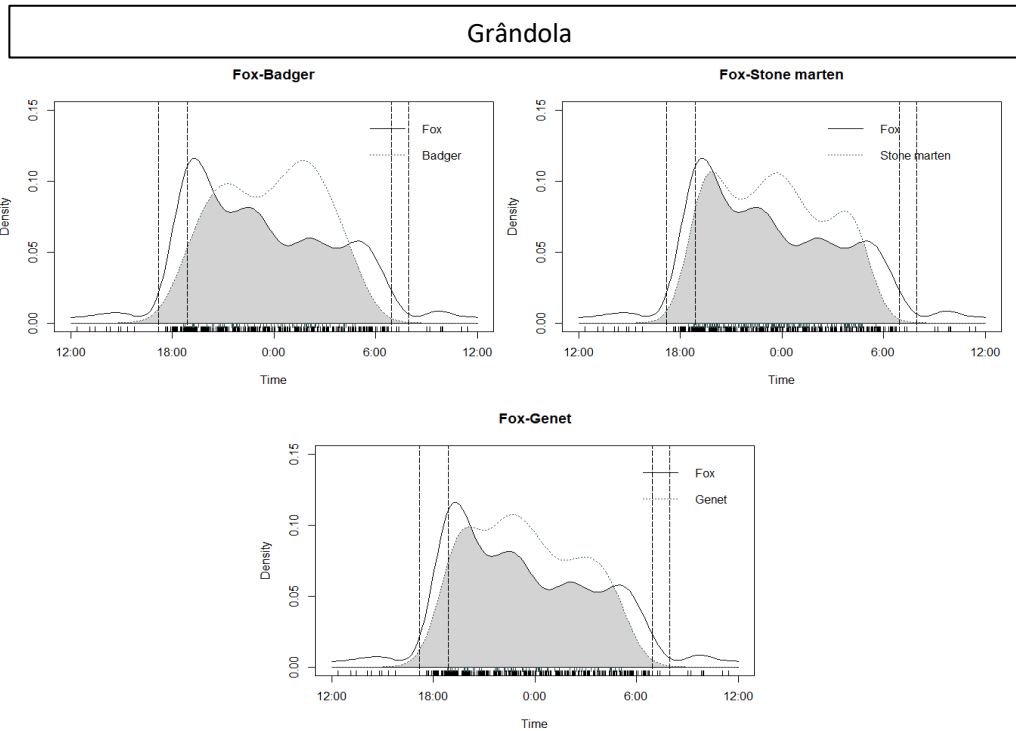 Grândola
Fox-Badger
0.15
0.10
0.05
0.00
Density
Fox
Badger
12:00 18:00 0:00 6:00 12:00
Time
Fox-Stone marten
0.15
0.10
0.05
0.00
Density
Fox
Stone marten
12:00 18:00 0:00 6:00 12:00
Time
Fox-Genet
0.15
0.10
0.05
0.00
Density
Fox
Genet
12:00 18:00 0:00 6:00 12:00
Time